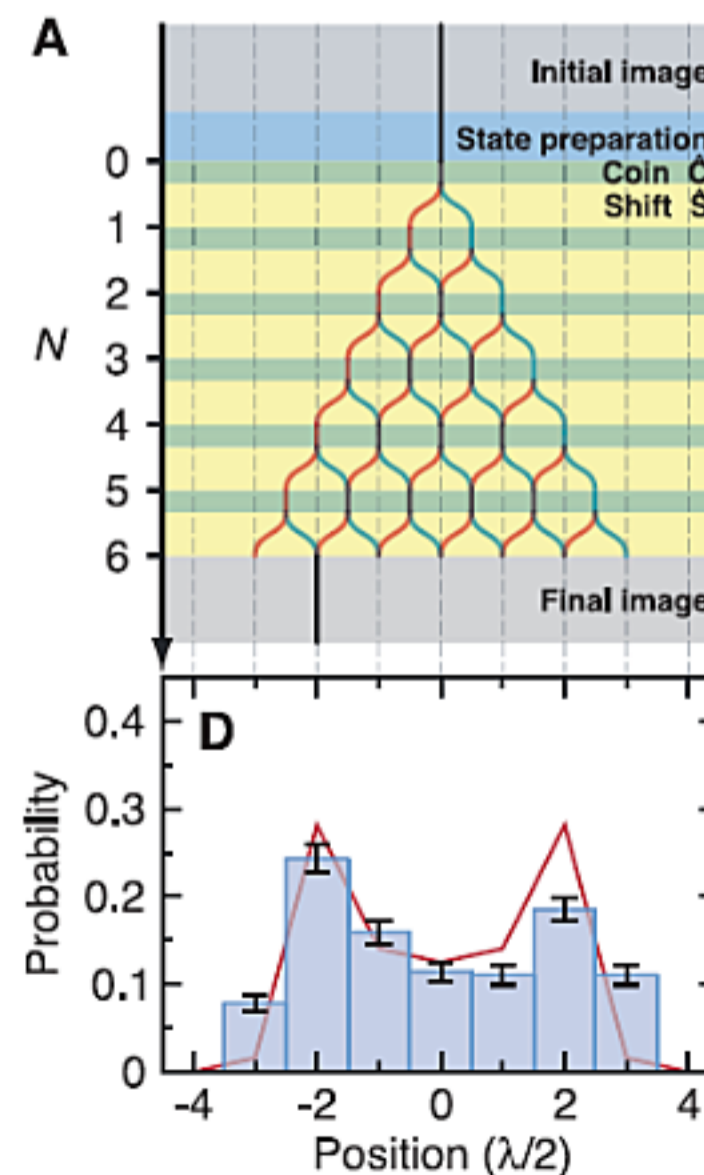 A
Initial image
State preparation
0
Coin Ĉ
Shift Ŝ
1
2
N
3
4
5
6
Final image
D
0.4
0.3
0.2
0.1
0
Probability
-4 -2 0 2 4
Position (λ/2)